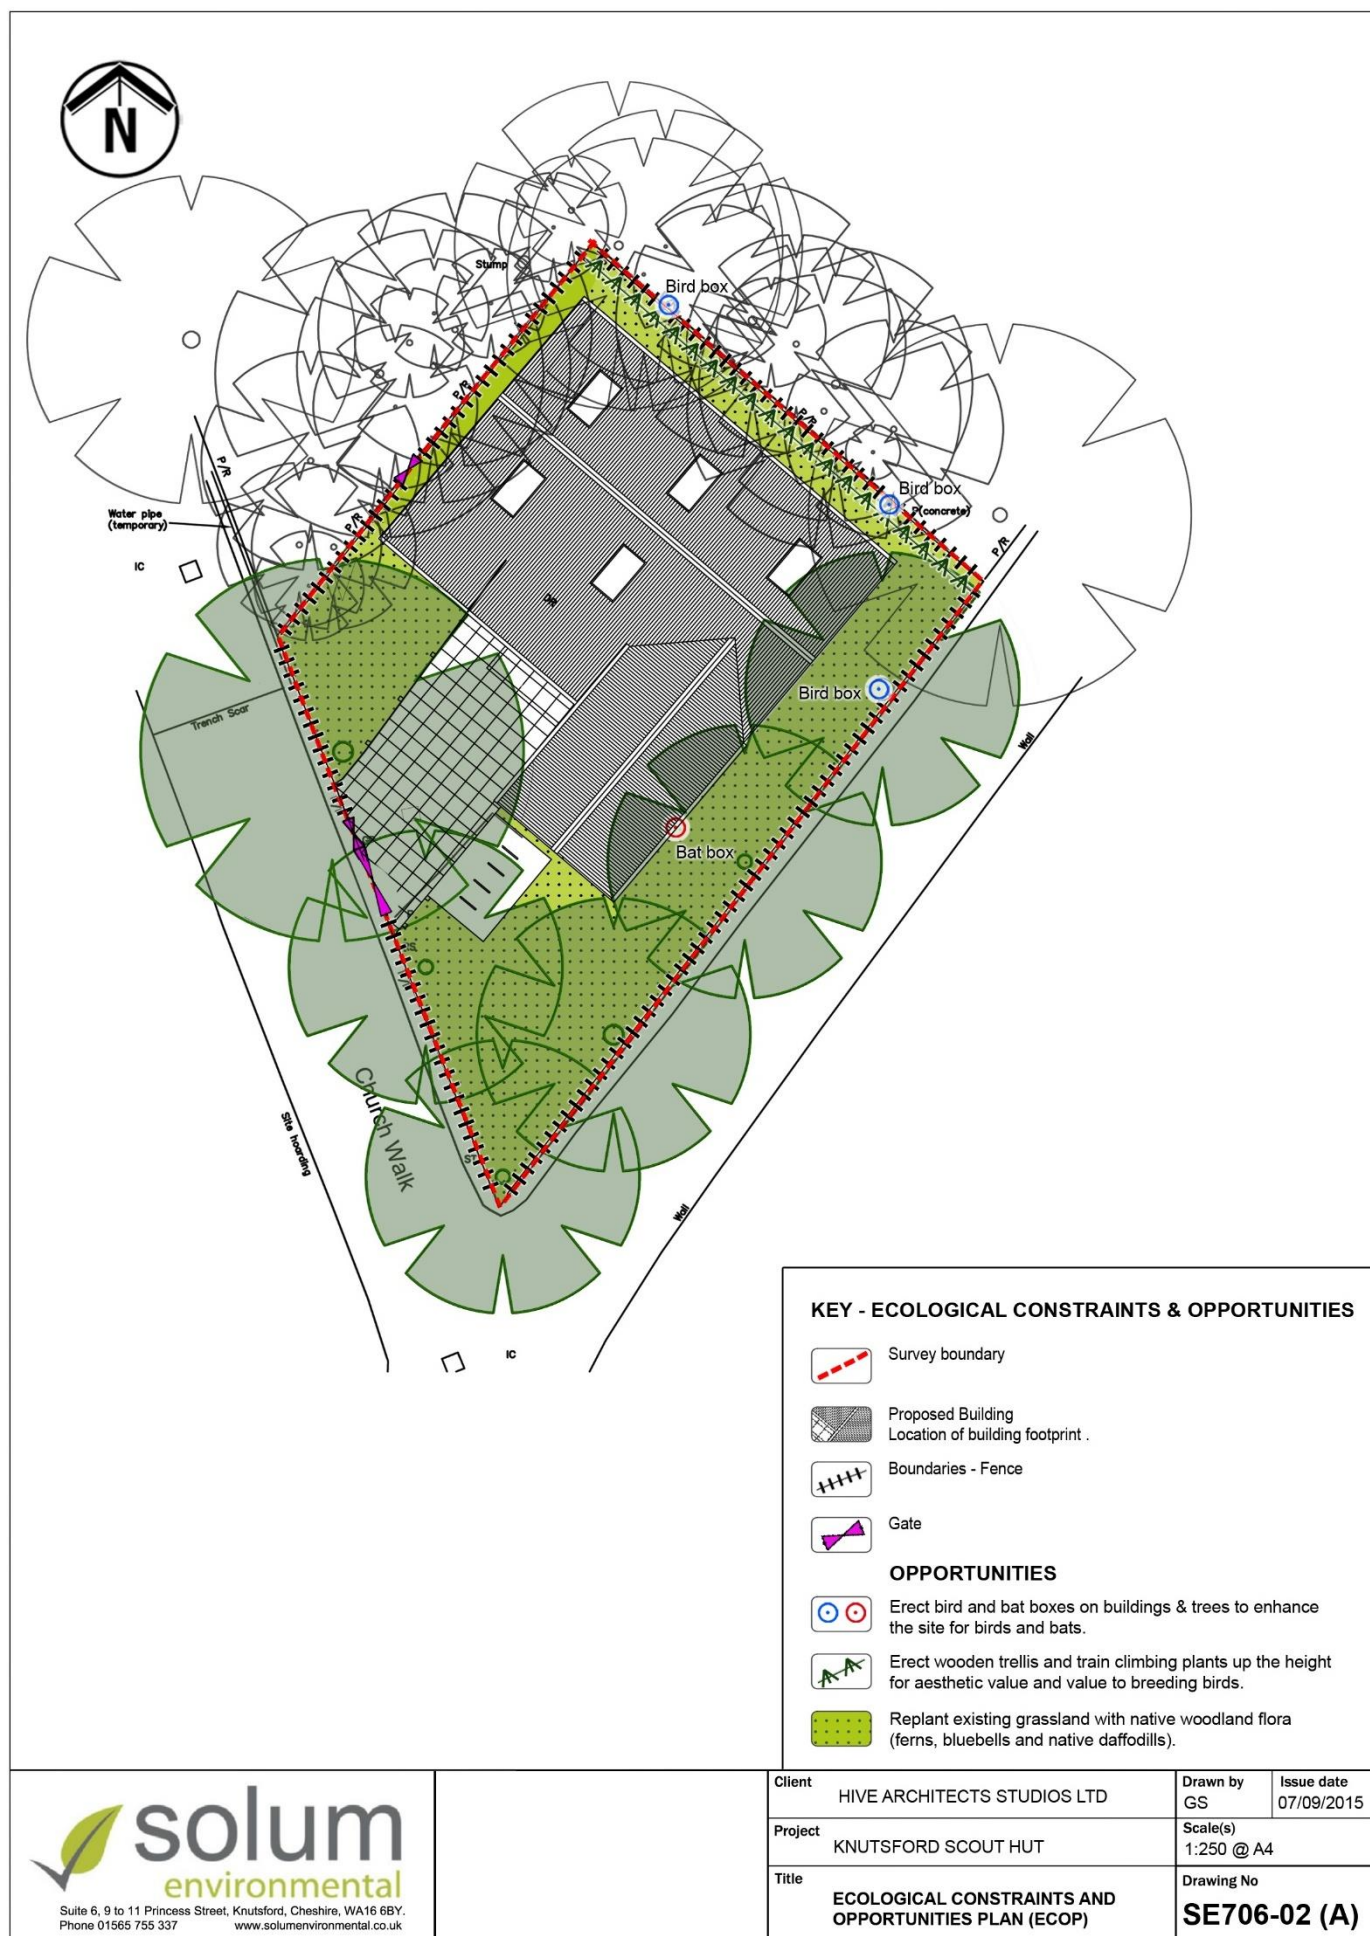 N
Stump
Bird box
P/R
P/R
P/R
Bird box
P(concrete)
P/R
P/R
Water pipe
(temporary)
IC
Bird box
Trench Scar
Wall
Bat box
Church Walk
Site hoarding
Wall
IC
KEY - ECOLOGICAL CONSTRAINTS & OPPORTUNITIES
Survey boundary
Proposed Building
Location of building footprint .
Boundaries - Fence
Gate
OPPORTUNITIES
Erect bird and bat boxes on buildings & trees to enhance
the site for birds and bats.
Erect wooden trellis and train climbing plants up the height
for aesthetic value and value to breeding birds.
Replant existing grassland with native woodland flora
(ferns, bluebells and native daffodills).
solum
environmental
Suite 6, 9 to 11 Princess Street, Knutsford, Cheshire, WA16 6BY.
Phone 01565 755 337 www.solumenvironmental.co.uk
Client
HIVE ARCHITECTS STUDIOS LTD
Drawn by
GS
Issue date
07/09/2015
Project
KNUTSFORD SCOUT HUT
Scale(s)
1:250 @ A4
Title
ECOLOGICAL CONSTRAINTS AND
OPPORTUNITIES PLAN (ECOP)
Drawing No
SE706-02 (A)